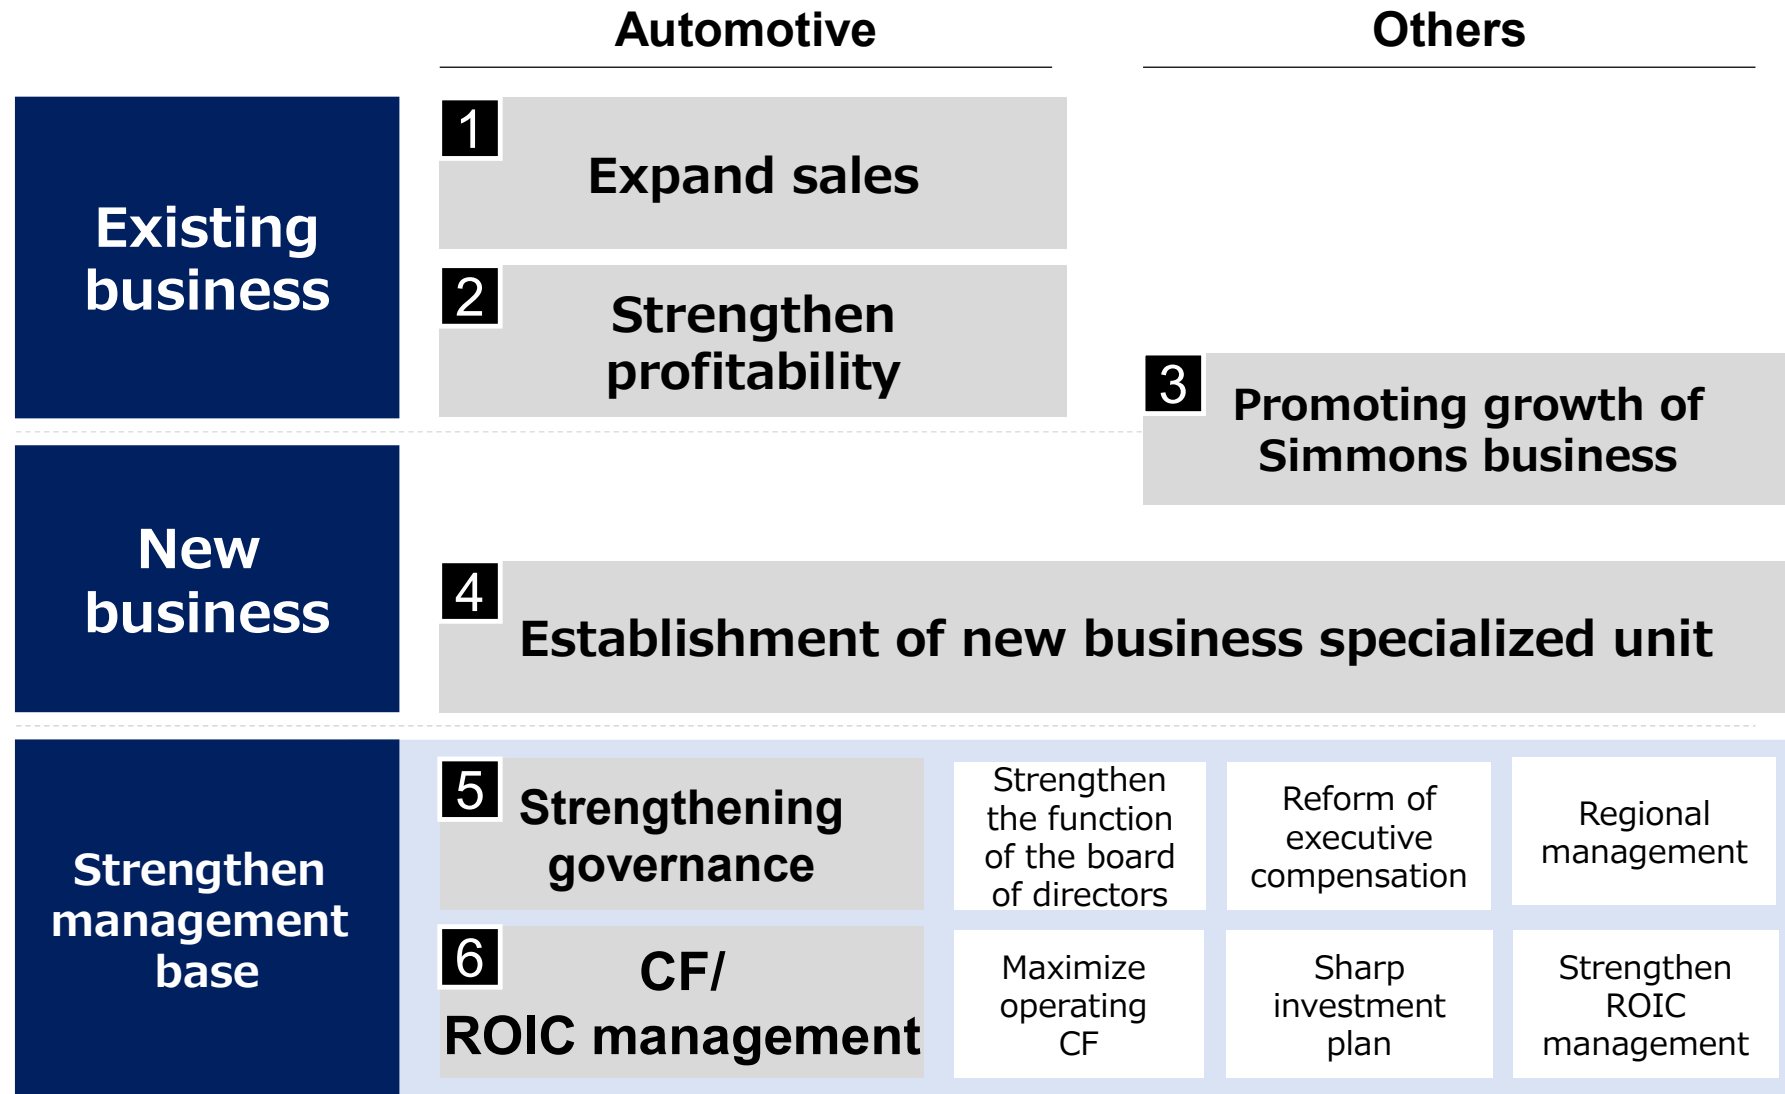 Automotive
Others
Existing
business
1
Expand sales
2
Strengthen
profitability
3
Promoting growth of
Simmons business
New
business
4
Establishment of new business specialized unit
Strengthen
management
base
5
Strengthening
governance
Strengthen
the function
of the board
of directors
Reform of
executive
compensation
Regional
management
6
CF/
ROIC management
Maximize
operating
CF
Sharp
investment
plan
Strengthen
ROIC
management